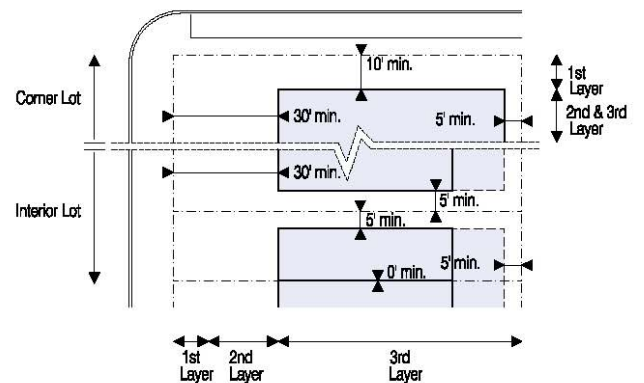 10' min.
1st
Layer
Corner Lot
30' min.
5' min.
2nd & 3rd
Layer
30' min.
5' min.
Interior Lot
5' min.
5' min.
0' min.
1st
Layer
2nd
Layer
3rd
Layer